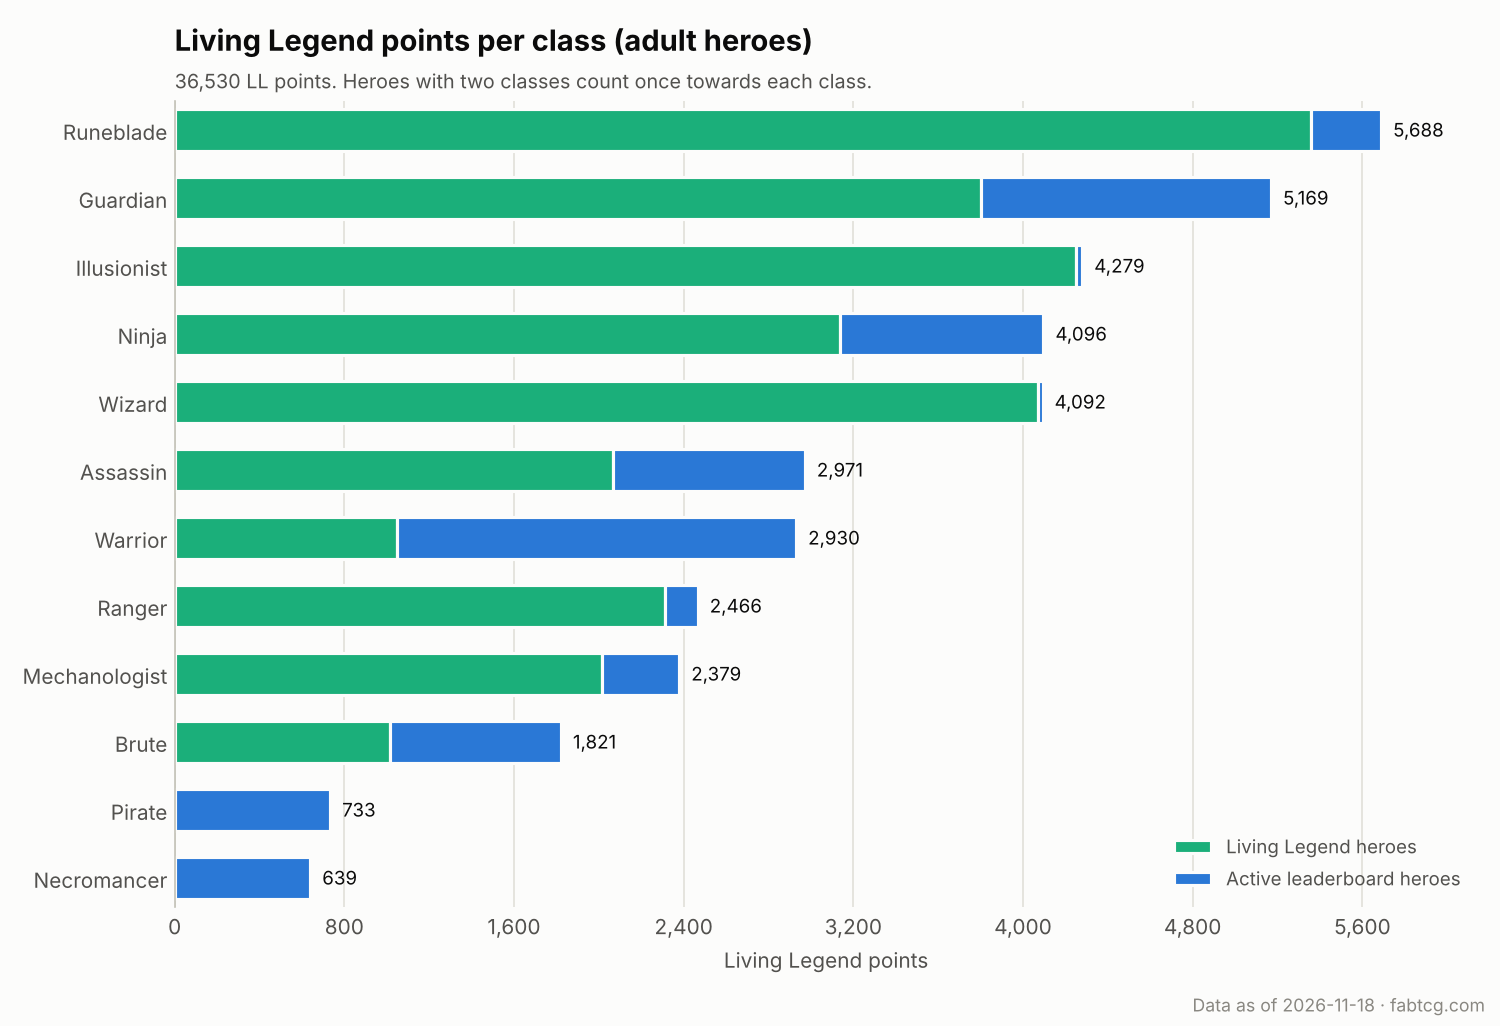 Living Legend points per class (adult heroes)
36,530 LL points. Heroes with two classes count once towards each class.
Runeblade 5,688
Guardian 5,169
Illusionist 4,279
Ninja 4,096
Wizard 4,092
Assassin 2,971
Warrior 2,930
Ranger 2,466
Mechanologist 2,379
Brute 1,821
Pirate 733
Necromancer 639
Living Legend heroes
Active leaderboard heroes
0 800 1,600 2,400 3,200 4,000 4,800 5,600
Living Legend points
Data as of 2026-11-18 · fabtcg.com